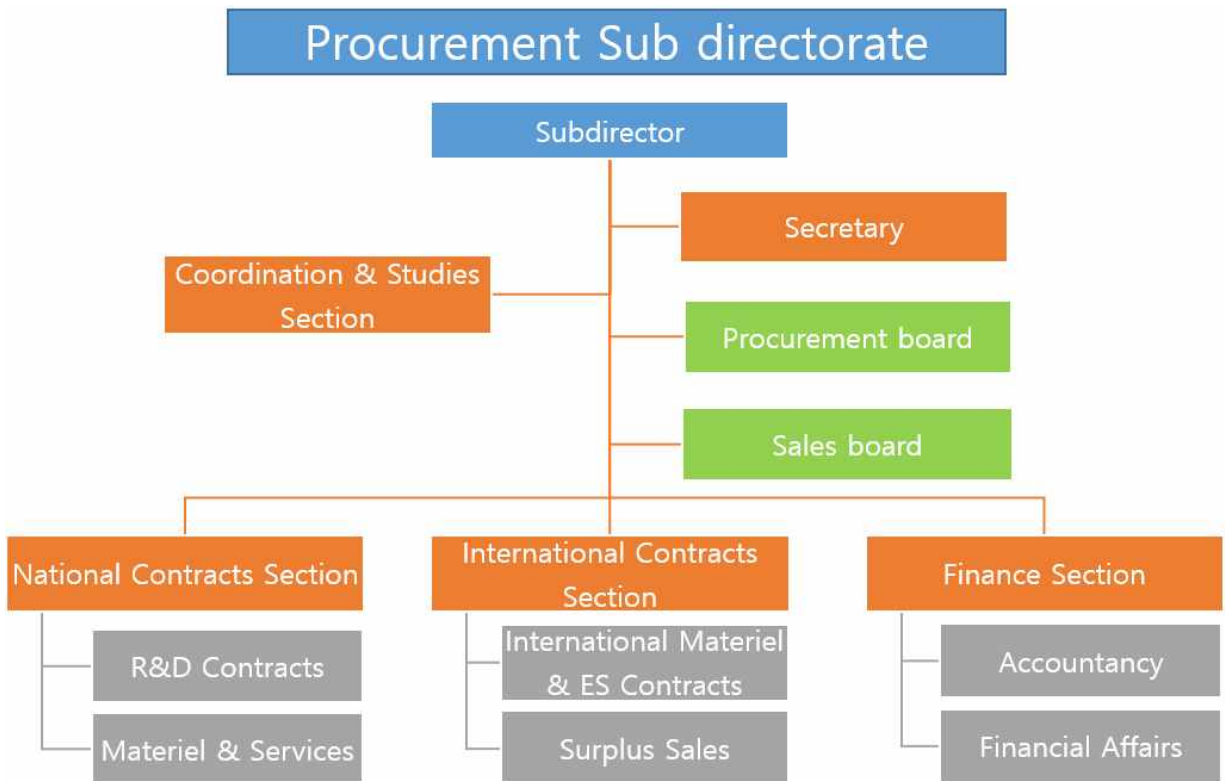 Procurement Sub directorate
Subdirector
Secretary
Coordination & Studies
Section
Procurement board
Sales board
National Contracts Section
International Contracts
Section
Finance Section
R&D Contracts
International Materiel
& ES Contracts
Accountancy
Materiel & Services
Surplus Sales
Financial Affairs